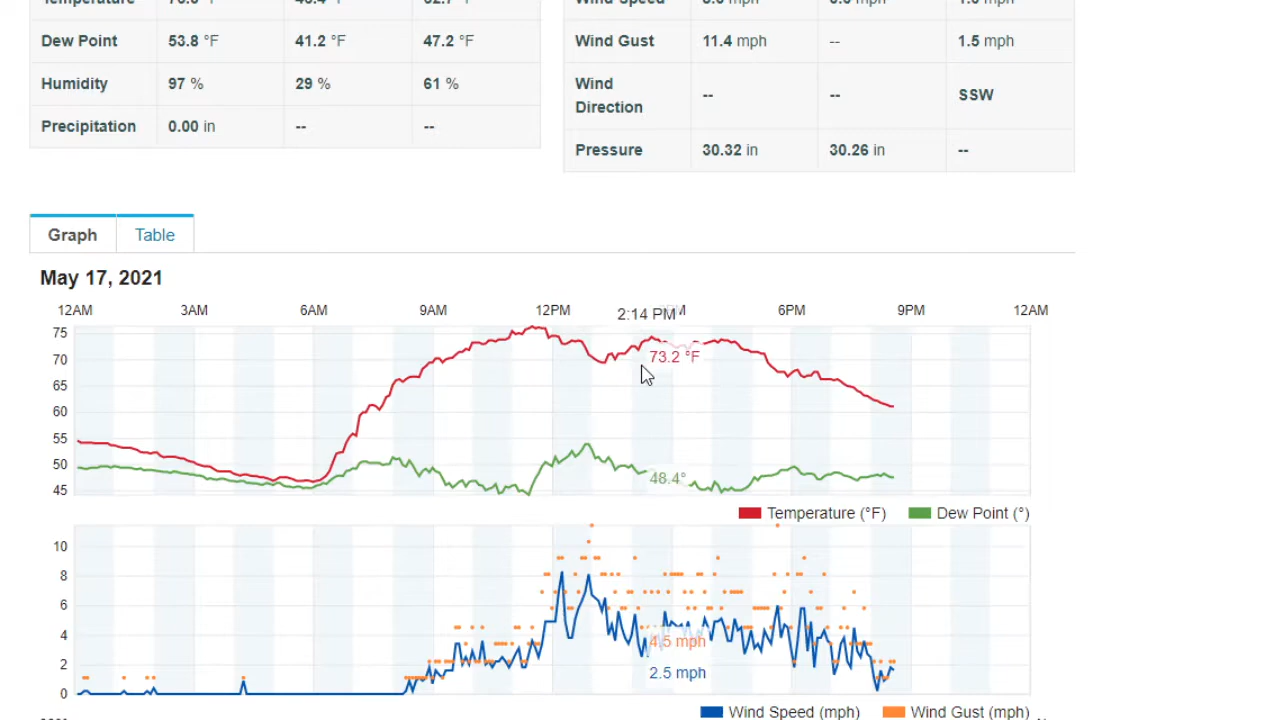 Dew Point 53.8 °F 41.2 °F 47.2 °F
Humidity 97 % 29 % 61 %
Precipitation 0.00 in -- --
Wind Gust 11.4 mph -- 1.5 mph
Wind Direction -- -- SSW
Pressure 30.32 in 30.26 in --
Graph Table
May 17, 2021
12AM 3AM 6AM 9AM 12PM 2:14 PM 6PM 9PM 12AM
75
70
65
60
55
50
45
73.2 °F
48.4°
Temperature (°F) Dew Point (°)
10
8
6
4
2
0
4.5 mph
2.5 mph
Wind Speed (mph) Wind Gust (mph)